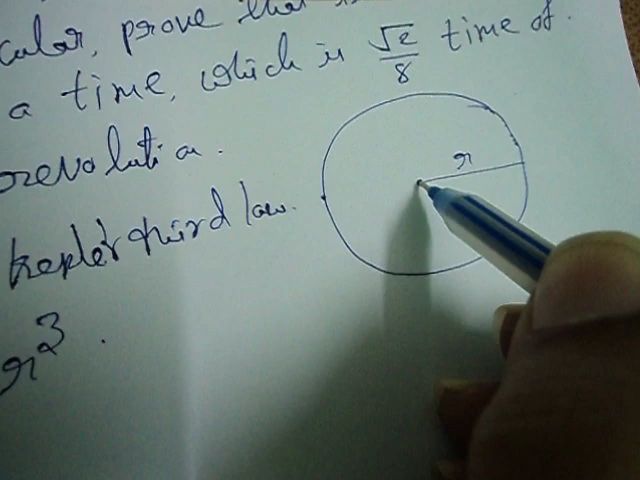 cular, prove that
a time, which is √2/8 time of
revolution.
r
kepler third law.
r³.